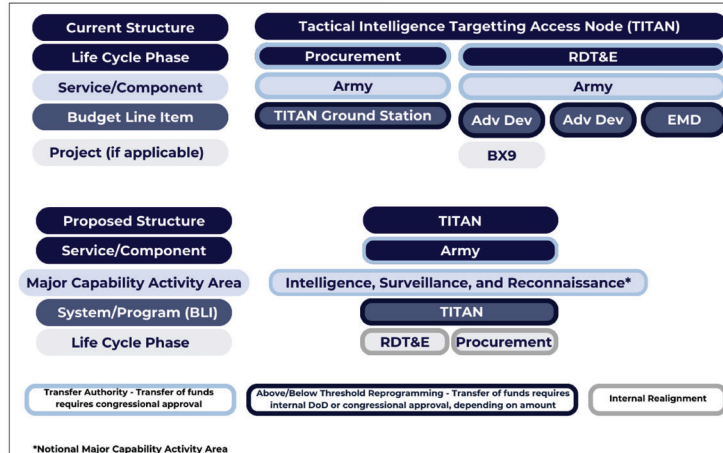 Current Structure
Tactical Intelligence Targetting Access Node (TITAN)
Life Cycle Phase
Procurement
RDT&E
Service/Component
Army
Army
Budget Line Item
TITAN Ground Station
Adv Dev
Adv Dev
EMD
Project (if applicable)
BX9
Proposed Structure
TITAN
Service/Component
Army
Major Capability Activity Area
Intelligence, Surveillance, and Reconnaissance*
System/Program (BLI)
TITAN
Life Cycle Phase
RDT&E
Procurement
Transfer Authority - Transfer of funds
requires congressional approval
Above/Below Threshold Reprogramming - Transfer of funds requires
internal DoD or congressional approval, depending on amount
Internal Realignment
*Notional Major Capability Activity Area